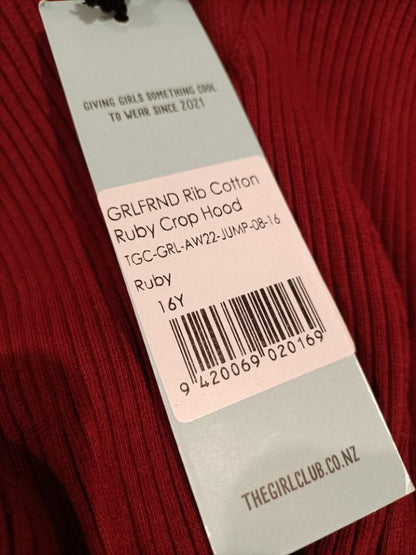 GIVING GIRLS SOMETHING COOL
TO WEAR SINCE 2021
GRLFRND Rib Cotton
Ruby Crop Hood
TGC-GRL-AW22-JUMP-08-16
Ruby
16Y
9 420069 020169
THEGIRLCLUB.CO.NZ